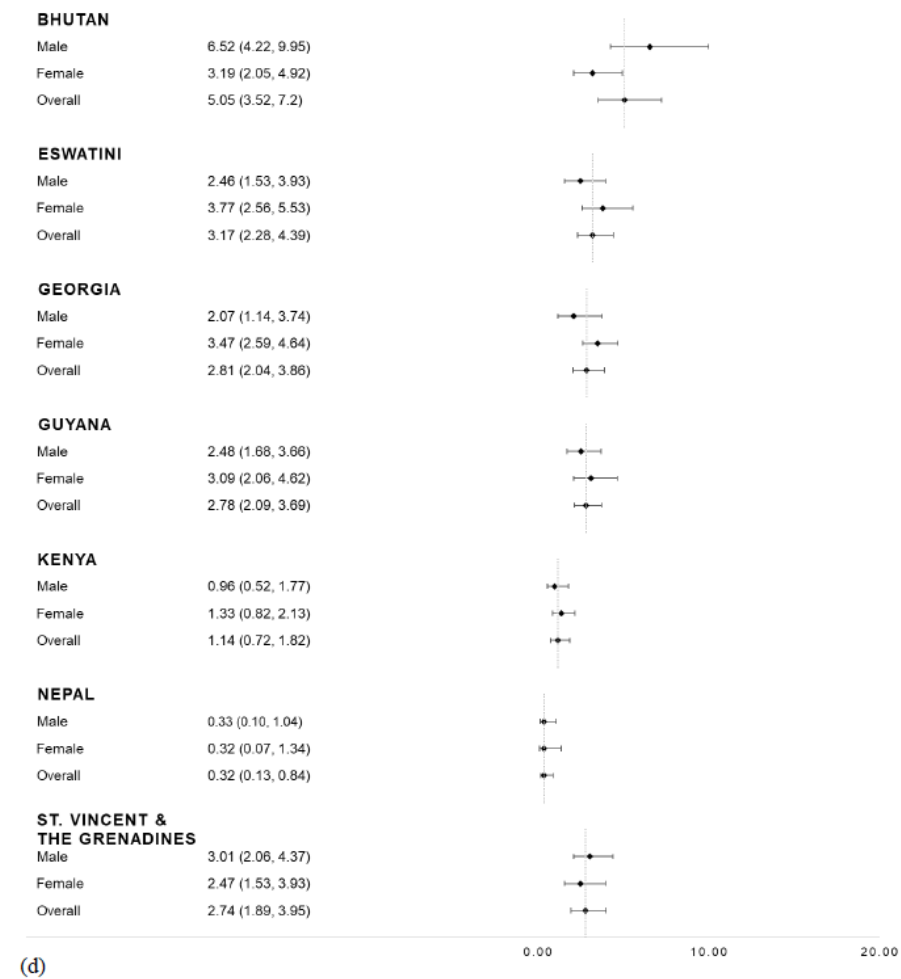 BHUTAN
Male 6.52 (4.22, 9.95)
Female 3.19 (2.05, 4.92)
Overall 5.05 (3.52, 7.2)
ESWATINI
Male 2.46 (1.53, 3.93)
Female 3.77 (2.56, 5.53)
Overall 3.17 (2.28, 4.39)
GEORGIA
Male 2.07 (1.14, 3.74)
Female 3.47 (2.59, 4.64)
Overall 2.81 (2.04, 3.86)
GUYANA
Male 2.48 (1.68, 3.66)
Female 3.09 (2.06, 4.62)
Overall 2.78 (2.09, 3.69)
KENYA
Male 0.96 (0.52, 1.77)
Female 1.33 (0.82, 2.13)
Overall 1.14 (0.72, 1.82)
NEPAL
Male 0.33 (0.10, 1.04)
Female 0.32 (0.07, 1.34)
Overall 0.32 (0.13, 0.84)
ST. VINCENT &
THE GRENADINES
Male 3.01 (2.06, 4.37)
Female 2.47 (1.53, 3.93)
Overall 2.74 (1.89, 3.95)
0.00 10.00 20.00
(d)